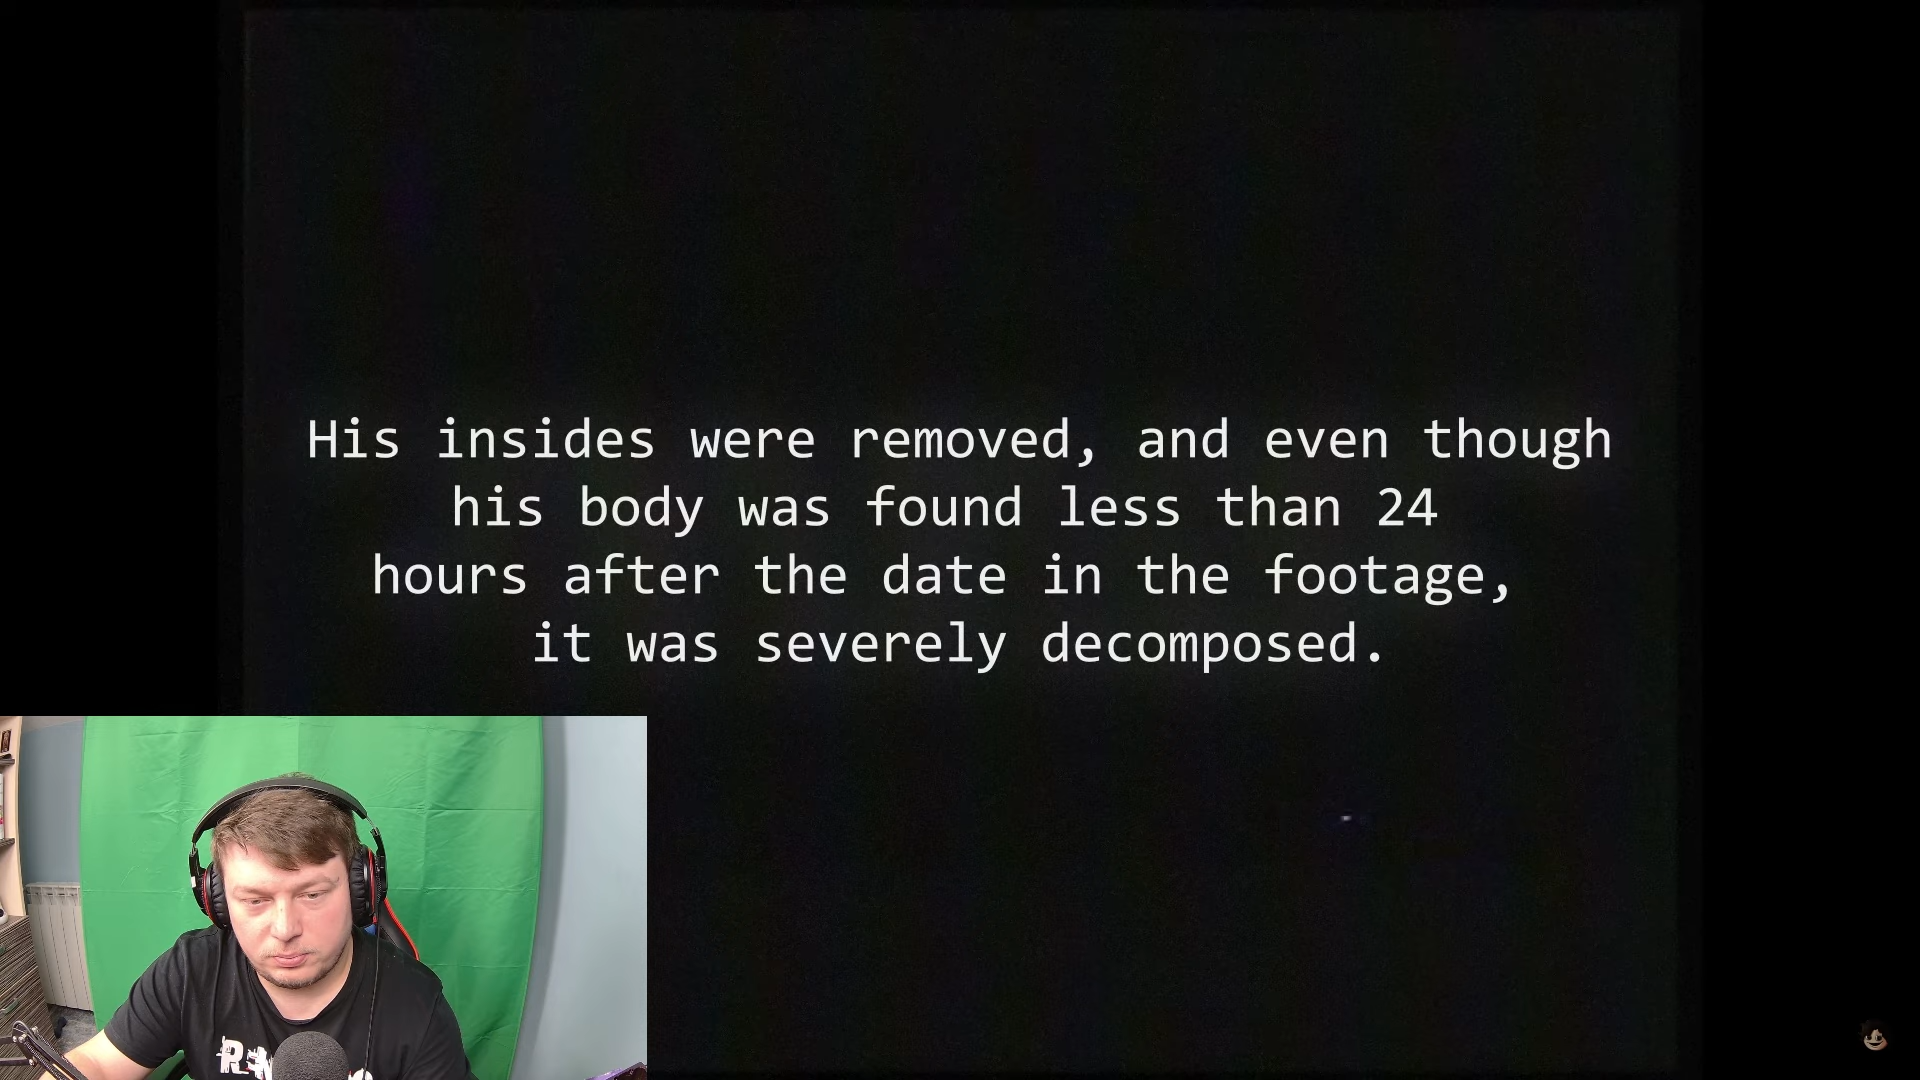 His insides were removed, and even though
his body was found less than 24
hours after the date in the footage,
it was severely decomposed.